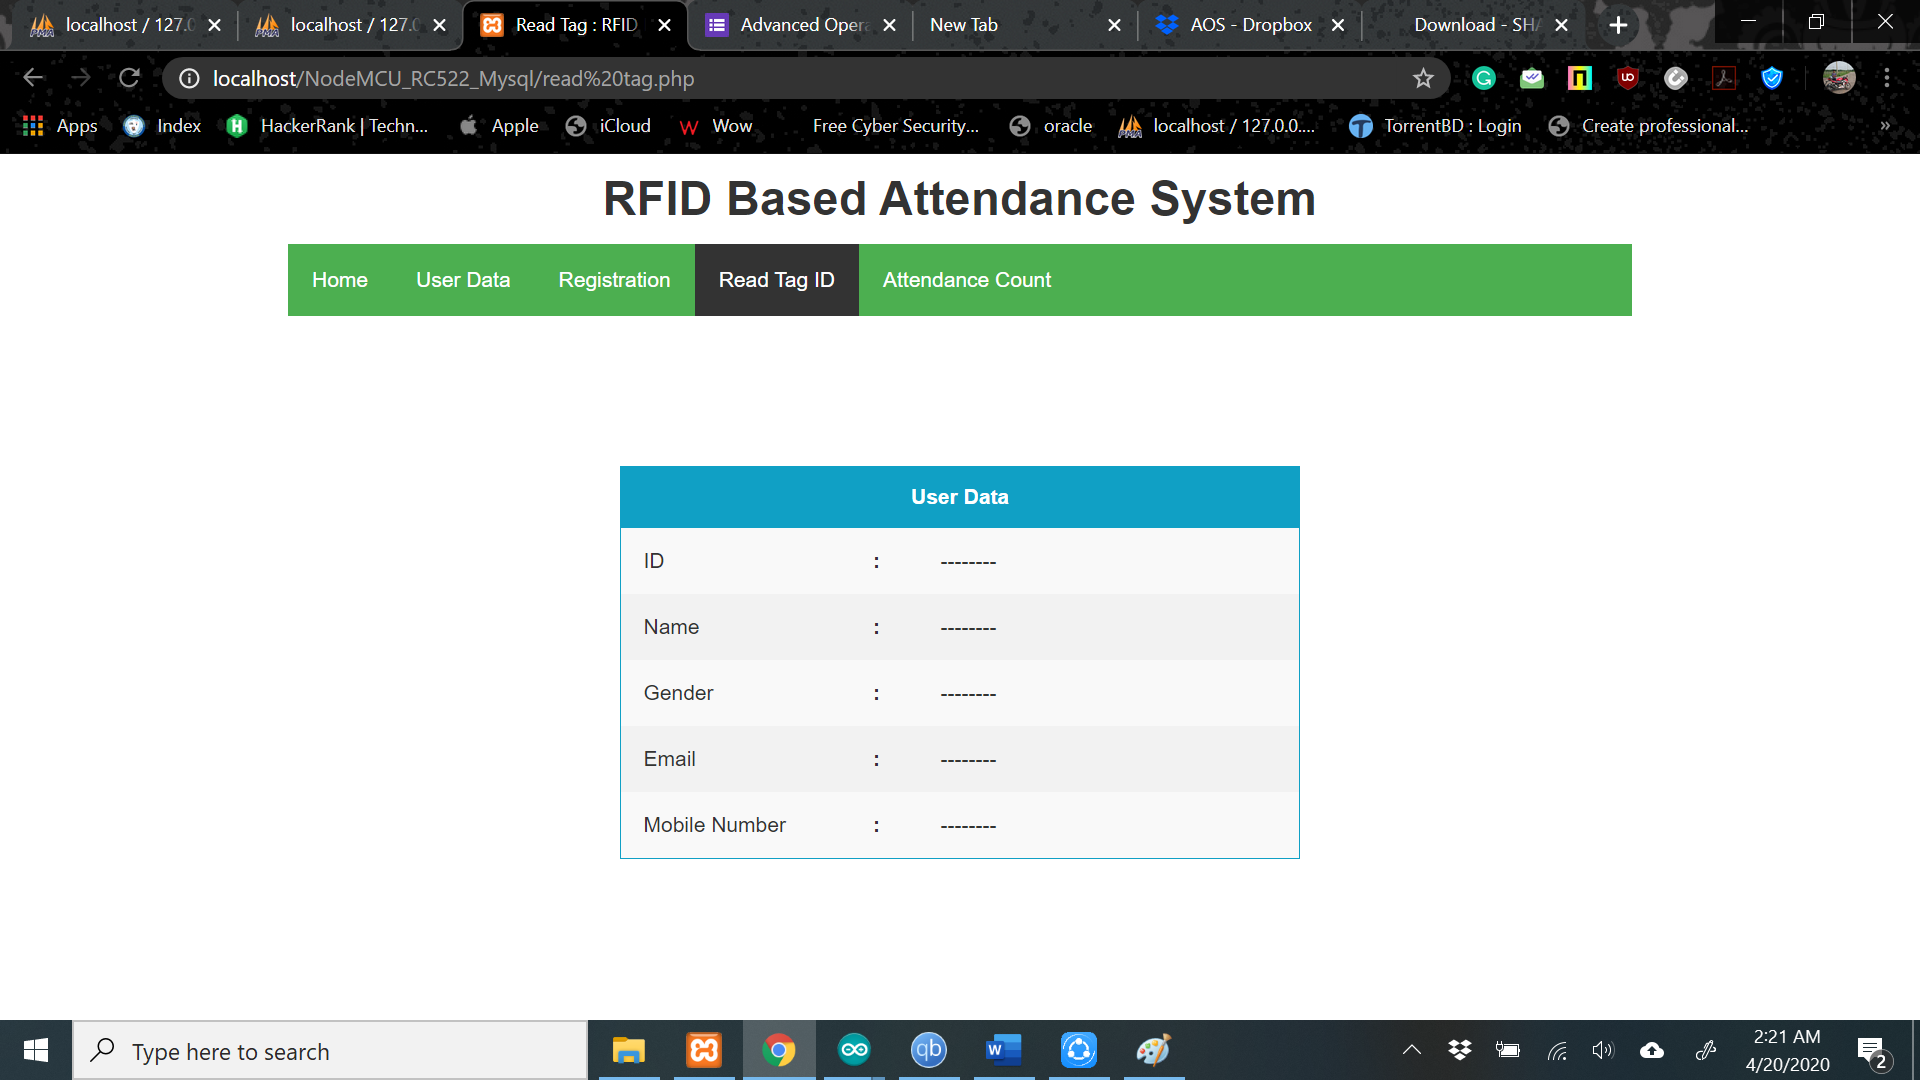 localhost / 127.0
localhost / 127.0
Read Tag : RFID
Advanced Opera
New Tab
AOS - Dropbox
Download - SHA
localhost/NodeMCU_RC522_Mysql/read%20tag.php
Apps
Index
HackerRank | Techn...
Apple
iCloud
Wow
Free Cyber Security...
oracle
localhost / 127.0.0....
TorrentBD : Login
Create professional...
»
RFID Based Attendance System
Home
User Data
Registration
Read Tag ID
Attendance Count
User Data
ID : --------
Name : --------
Gender : --------
Email : --------
Mobile Number : --------
Type here to search
2:21 AM
4/20/2020
2